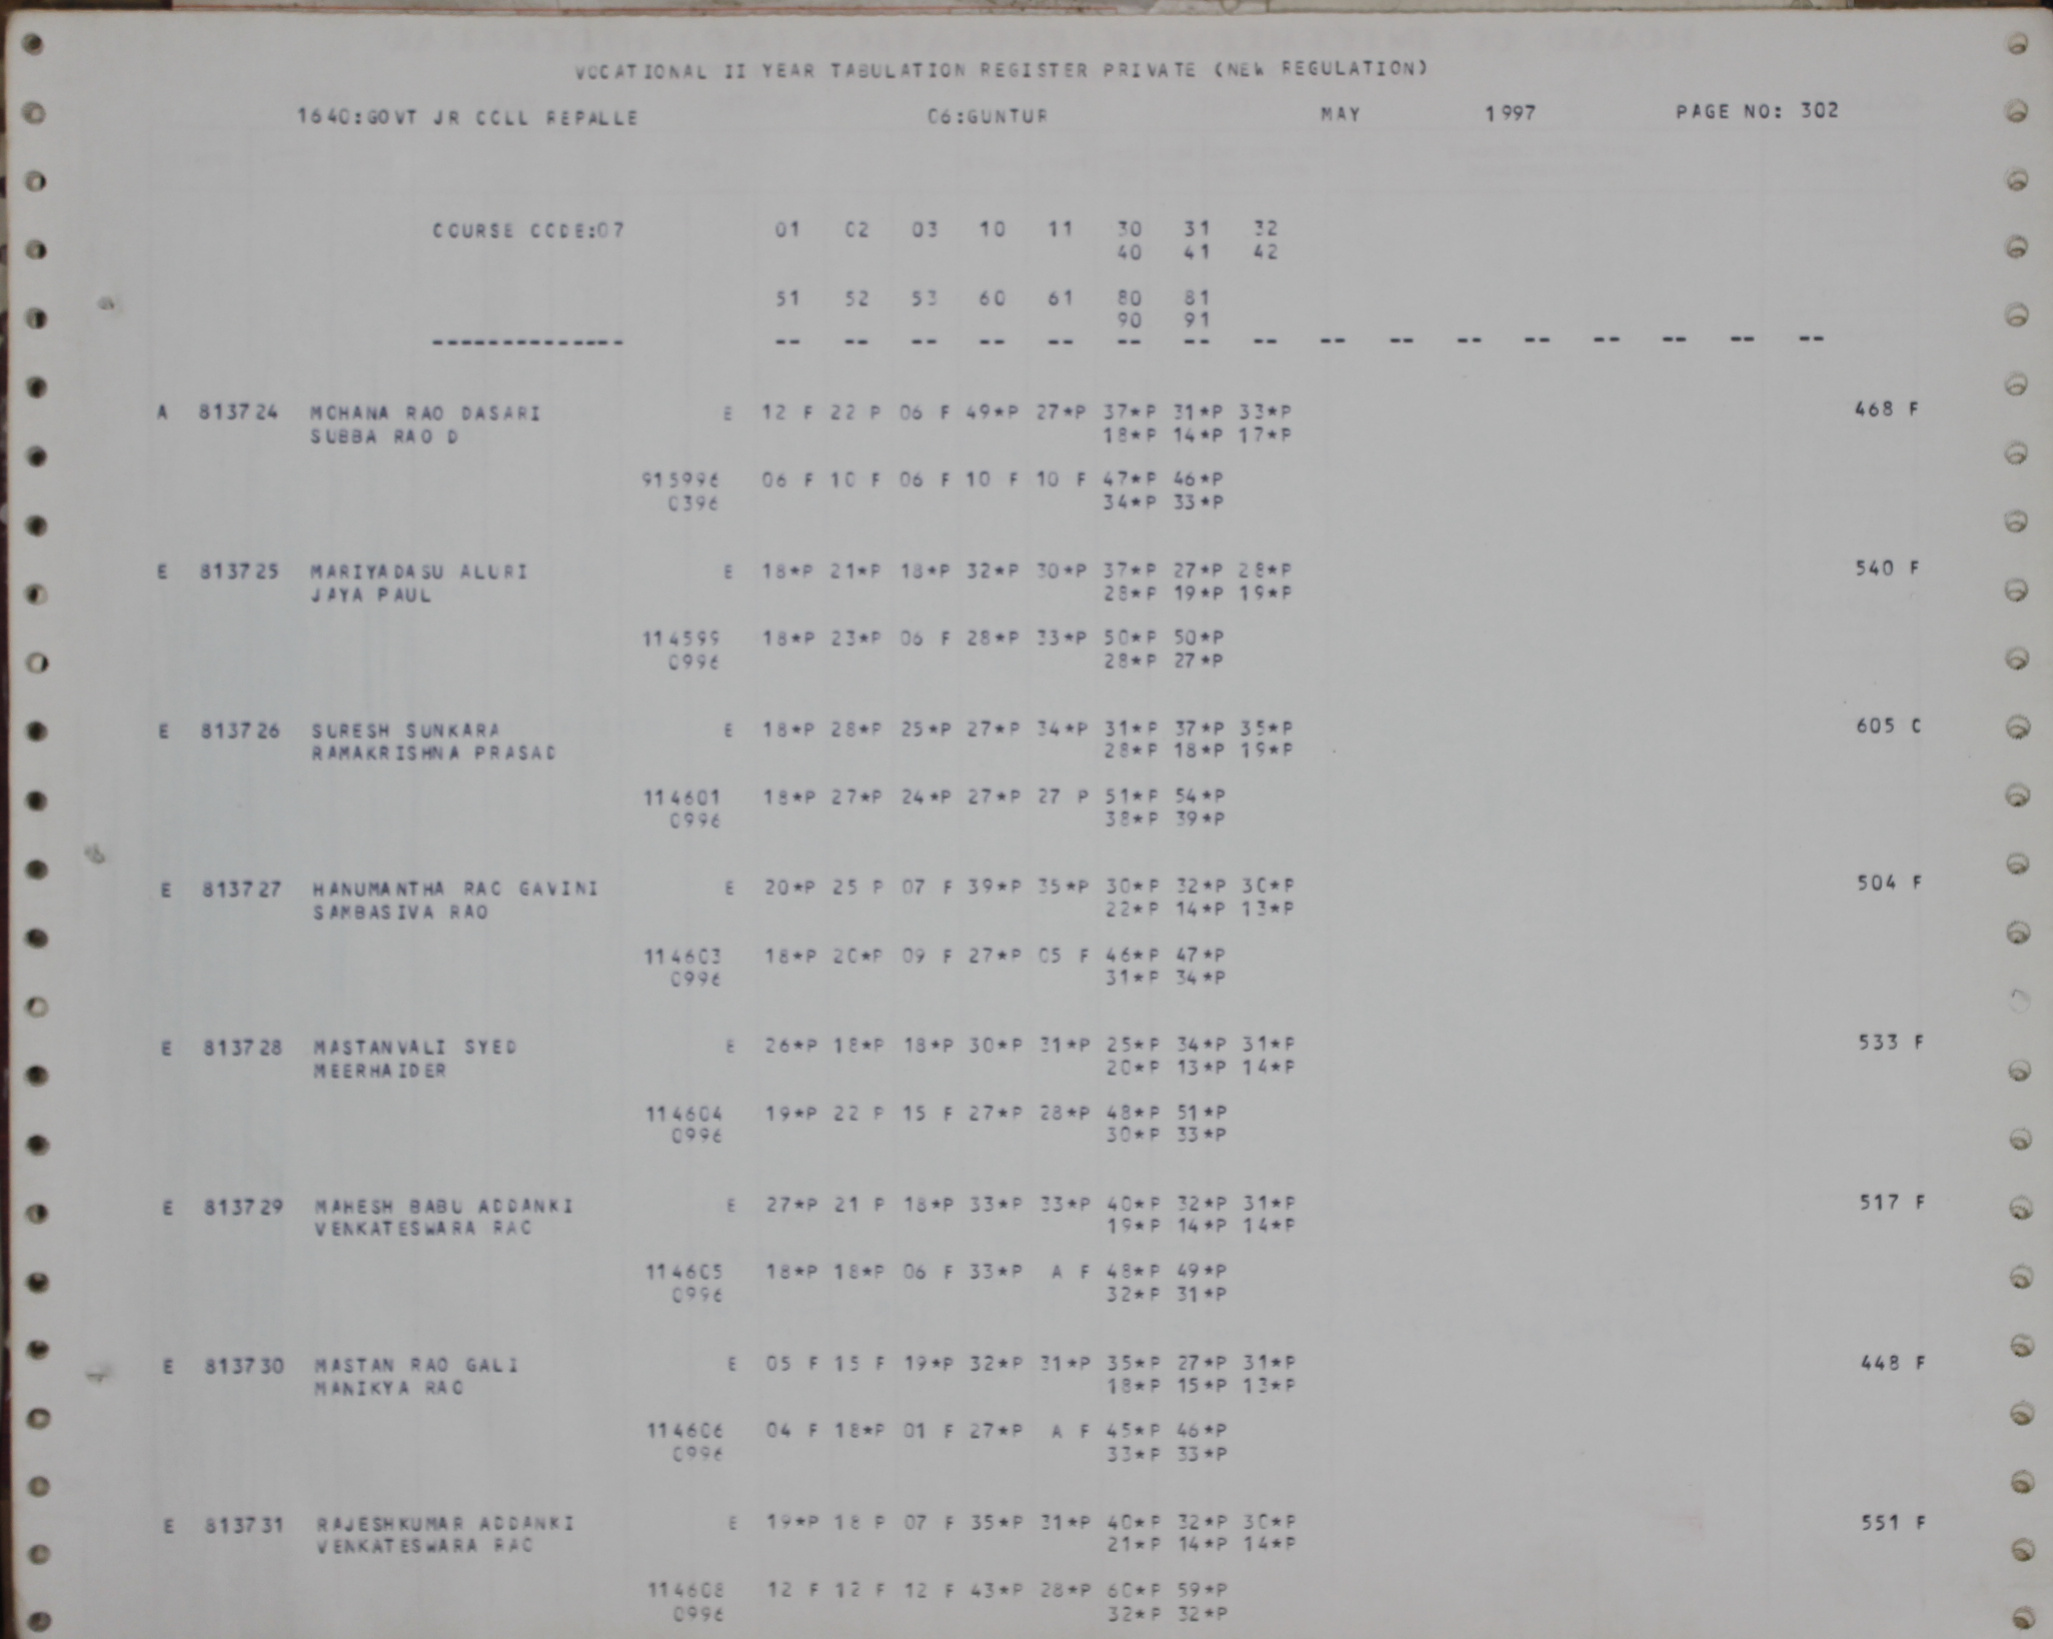 VOCATIONAL II YEAR TABULATION REGISTER PRIVATE (NEW REGULATION)
1640:GOVT JR COLL REPALLE 06:GUNTUR MAY 1997 PAGE NO: 302
COURSE CODE:07 01 02 03 10 11 30 31 32
40 41 42
51 52 53 60 61 80 81
90 91
-------------- -- -- -- -- -- -- -- -- -- -- -- -- -- -- -- --
A 813724 MOHANA RAO DASARI E 12 F 22 P 06 F 49*P 27*P 37*P 31*P 33*P 468 F
SUBBA RAO D 18*P 14*P 17*P
915996 06 F 10 F 06 F 10 F 10 F 47*P 46*P
0396 34*P 33*P
E 813725 MARIYADASU ALURI E 18*P 21*P 18*P 32*P 30*P 37*P 27*P 28*P 540 F
JAYA PAUL 28*P 19*P 19*P
114599 18*P 23*P 06 F 28*P 33*P 50*P 50*P
0996 28*P 27*P
E 813726 SURESH SUNKARA E 18*P 28*P 25*P 27*P 34*P 31*P 37*P 35*P 605 C
RAMAKRISHNA PRASAD 28*P 18*P 19*P
114601 18*P 27*P 24*P 27*P 27 P 51*P 54*P
0996 38*P 39*P
E 813727 HANUMANTHA RAO GAVINI E 20*P 25 P 07 F 39*P 35*P 30*P 32*P 30*P 504 F
SAMBASIVA RAO 22*P 14*P 13*P
114603 18*P 20*P 09 F 27*P 05 F 46*P 47*P
0996 31*P 34*P
E 813728 MASTANVALI SYED E 26*P 18*P 18*P 30*P 31*P 25*P 34*P 31*P 533 F
MEERHAIDER 20*P 13*P 14*P
114604 19*P 22 P 15 F 27*P 28*P 48*P 51*P
0996 30*P 33*P
E 813729 MAHESH BABU ADDANKI E 27*P 21 P 18*P 33*P 33*P 40*P 32*P 31*P 517 F
VENKATESWARA RAO 19*P 14*P 14*P
114605 18*P 18*P 06 F 33*P A F 48*P 49*P
0996 32*P 31*P
E 813730 MASTAN RAO GALI E 05 F 15 F 19*P 32*P 31*P 35*P 27*P 31*P 448 F
MANIKYA RAO 18*P 15*P 13*P
114606 04 F 18*P 01 F 27*P A F 45*P 46*P
0996 33*P 33*P
E 813731 RAJESHKUMAR ADDANKI E 19*P 18 P 07 F 35*P 31*P 40*P 32*P 30*P 551 F
VENKATESWARA RAO 21*P 14*P 14*P
114608 12 F 12 F 12 F 43*P 28*P 60*P 59*P
0996 32*P 32*P